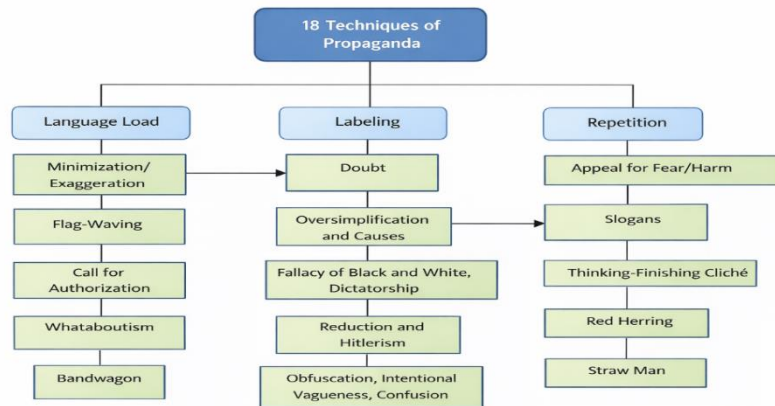 18 Techniques of
Propaganda
Language Load
Labeling
Repetition
Minimization/
Exaggeration
Doubt
Appeal for Fear/Harm
Flag-Waving
Oversimplification
and Causes
Slogans
Call for
Authorization
Fallacy of Black and White,
Dictatorship
Thinking-Finishing Cliché
Whataboutism
Reduction and
Hitlerism
Red Herring
Bandwagon
Obfuscation, Intentional
Vagueness, Confusion
Straw Man